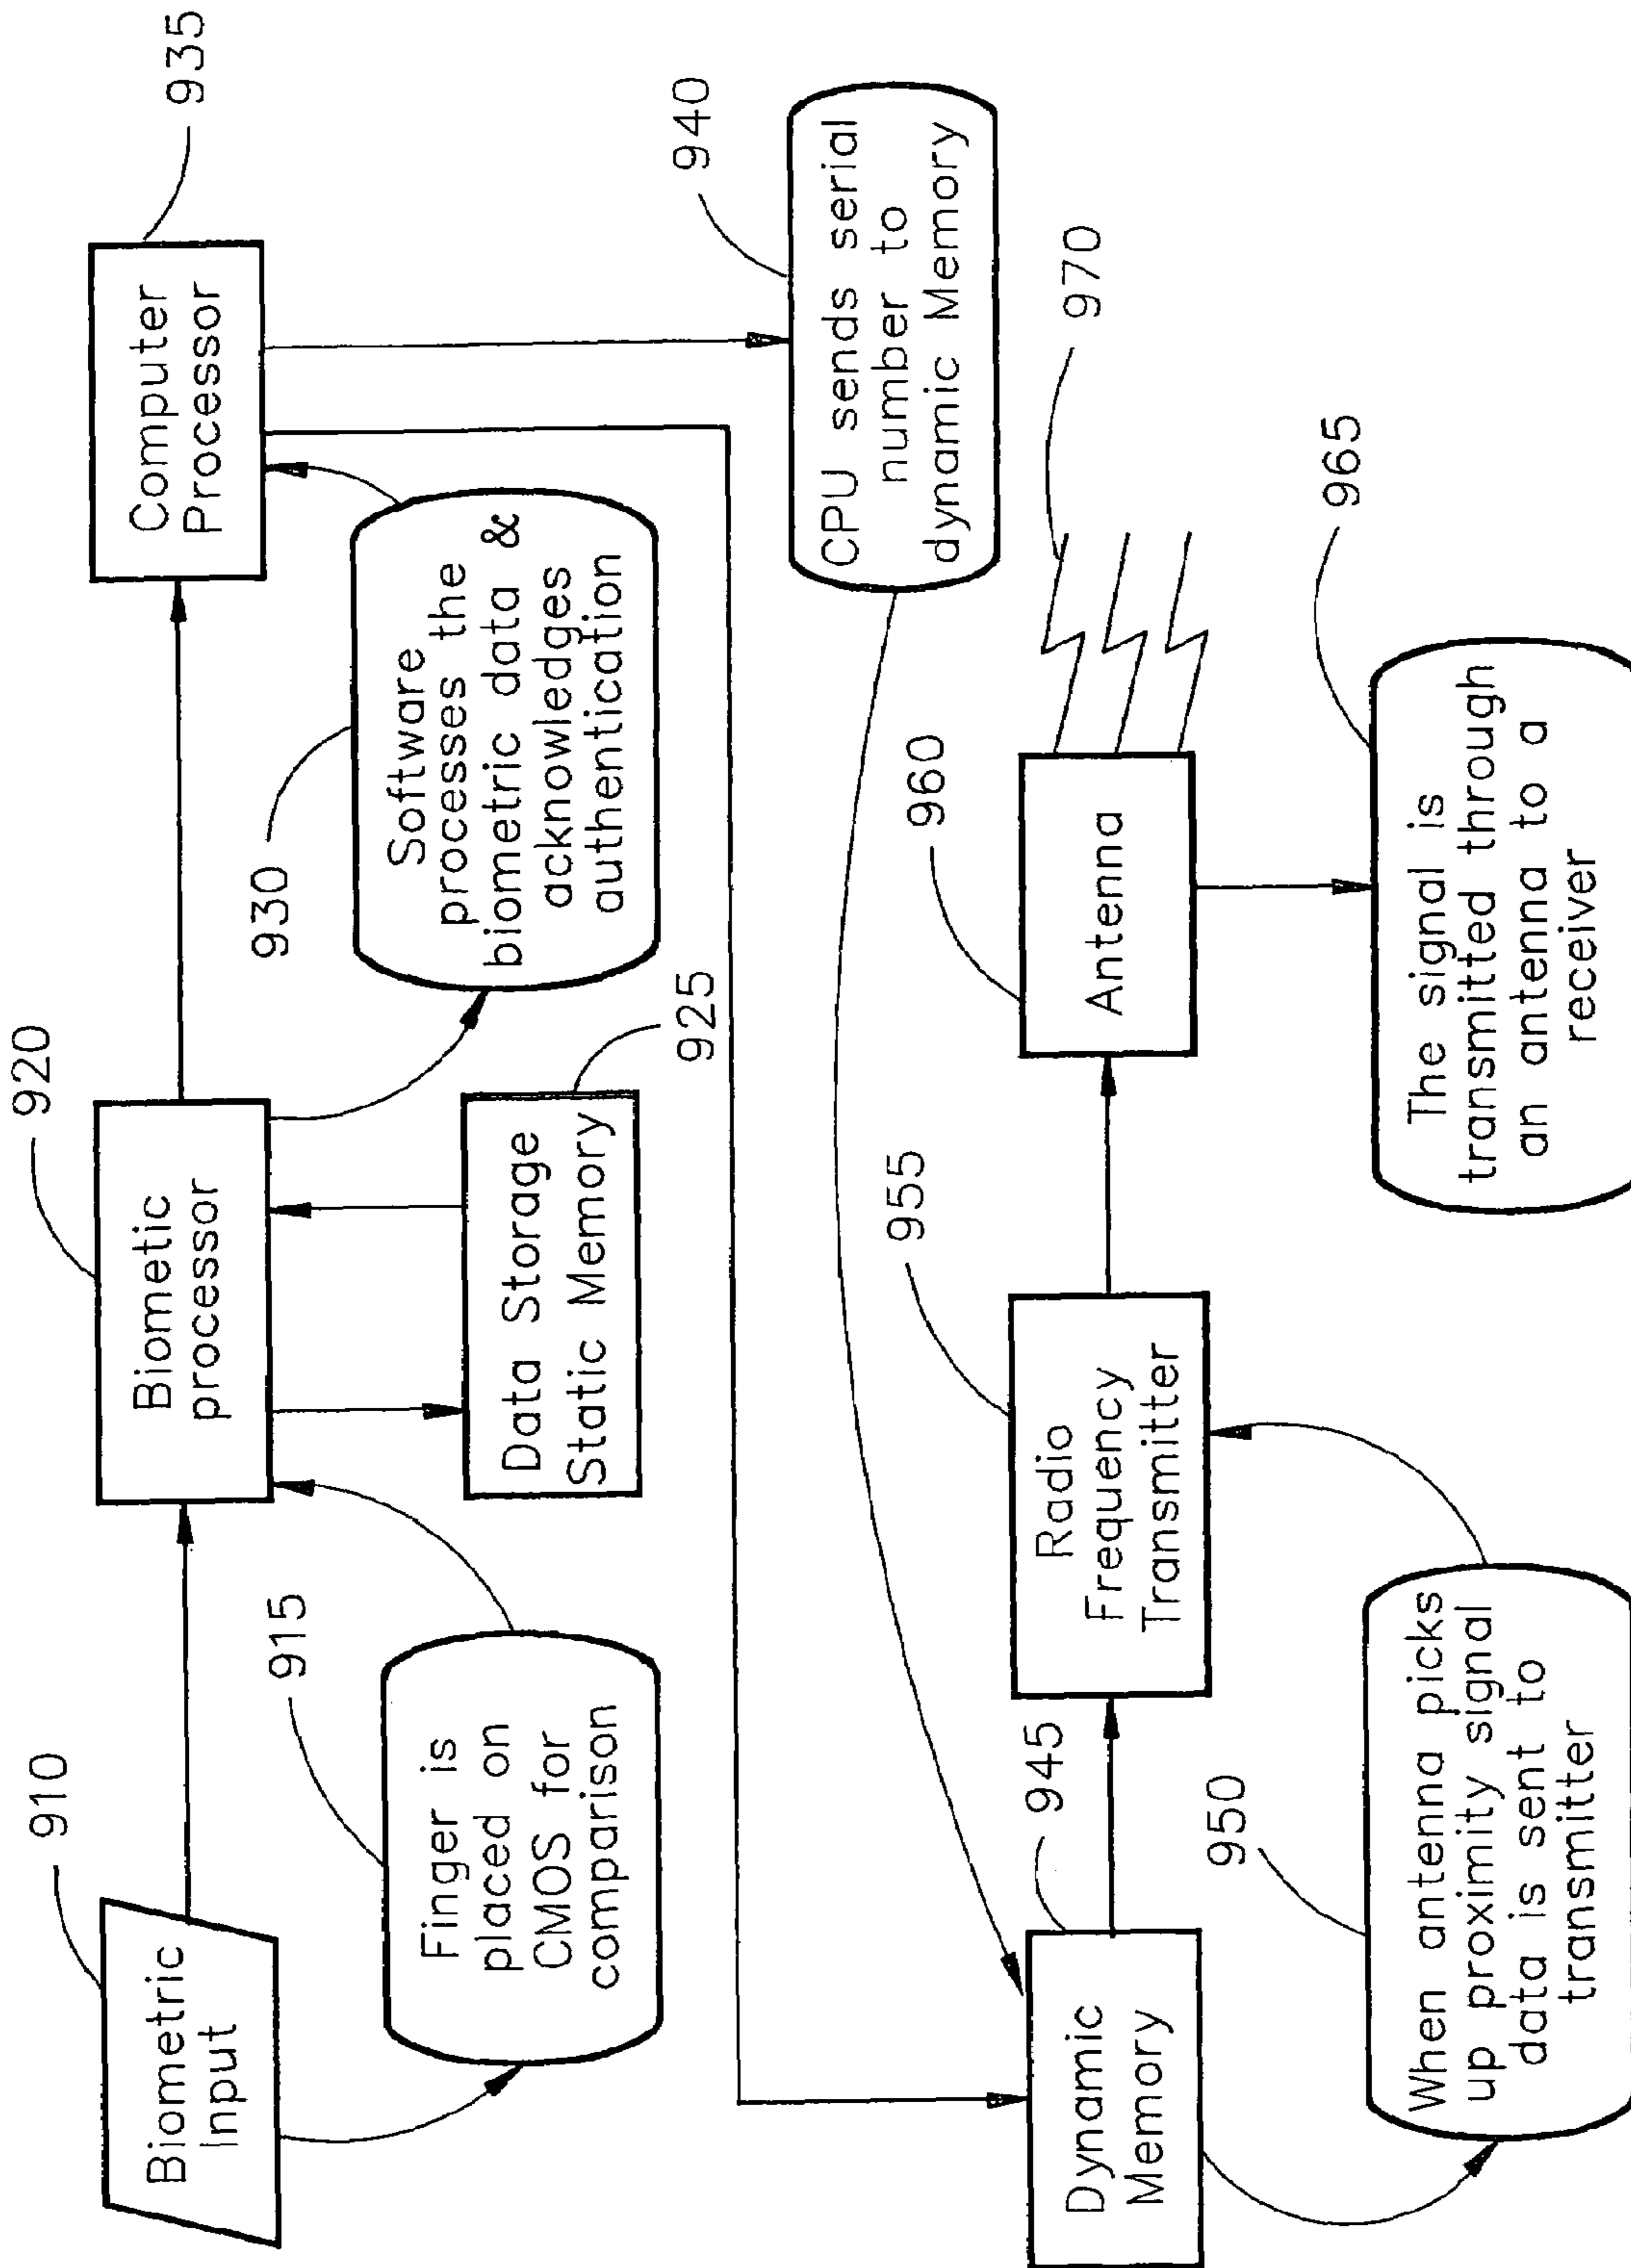 910
Biometric
Input
915
Finger is
placed on
CMOS for
comparison
920
Biometic
processor
925
Data Storage
Static Memory
930
Software
processes the
biometric data &
acknowledges
authentication
935
Computer
Processor
940
CPU sends serial
number to
dynamic Memory
945
Dynamic
Memory
950
When antenna picks
up proximity signal
data is sent to
transmitter
955
Radio
Frequency
Transmitter
960
Antenna
970
965
The signal is
transmitted through
an antenna to a
receiver